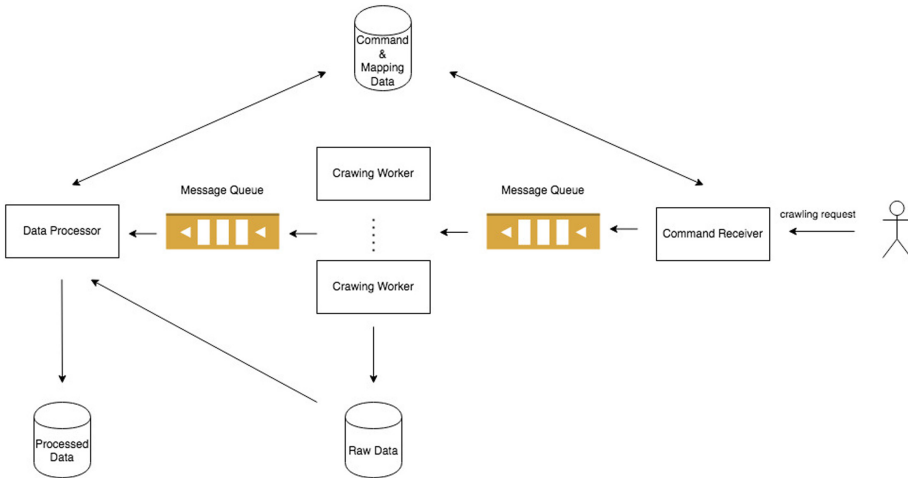 Command
&
Mapping
Data
Crawing Worker
Message Queue
Message Queue
crawling request
Data Processor
Command Receiver
Crawing Worker
Processed
Data
Raw Data